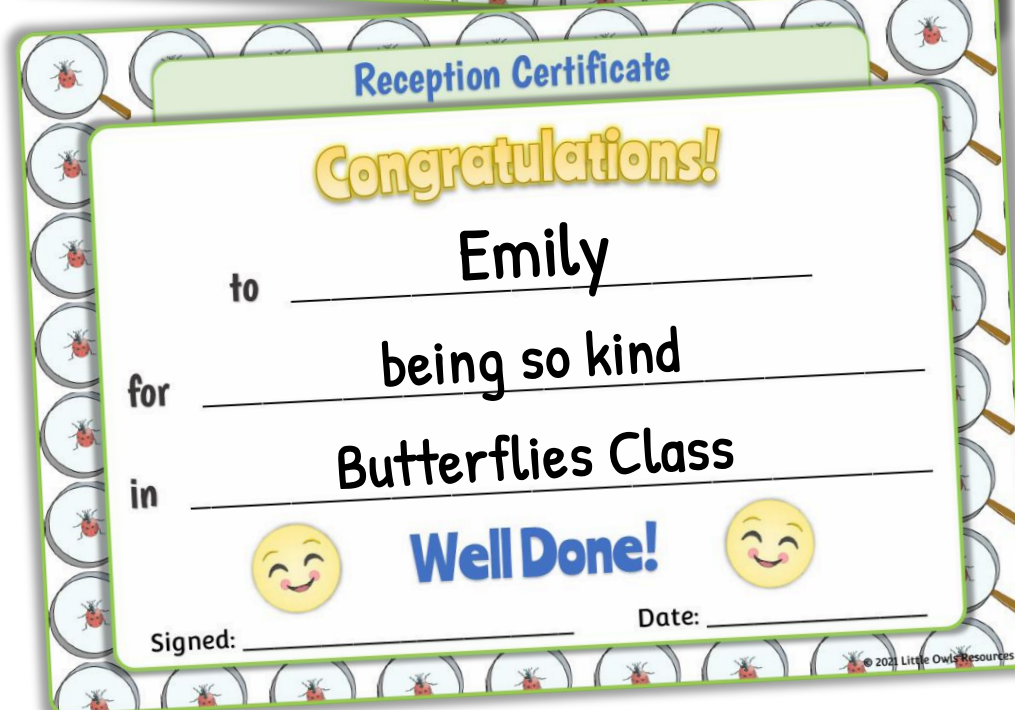 Reception Certificate
Congratulations!
to Emily
for being so kind
in Butterflies Class
Well Done!
Signed: Date:
© 2021 Little Owls Resources